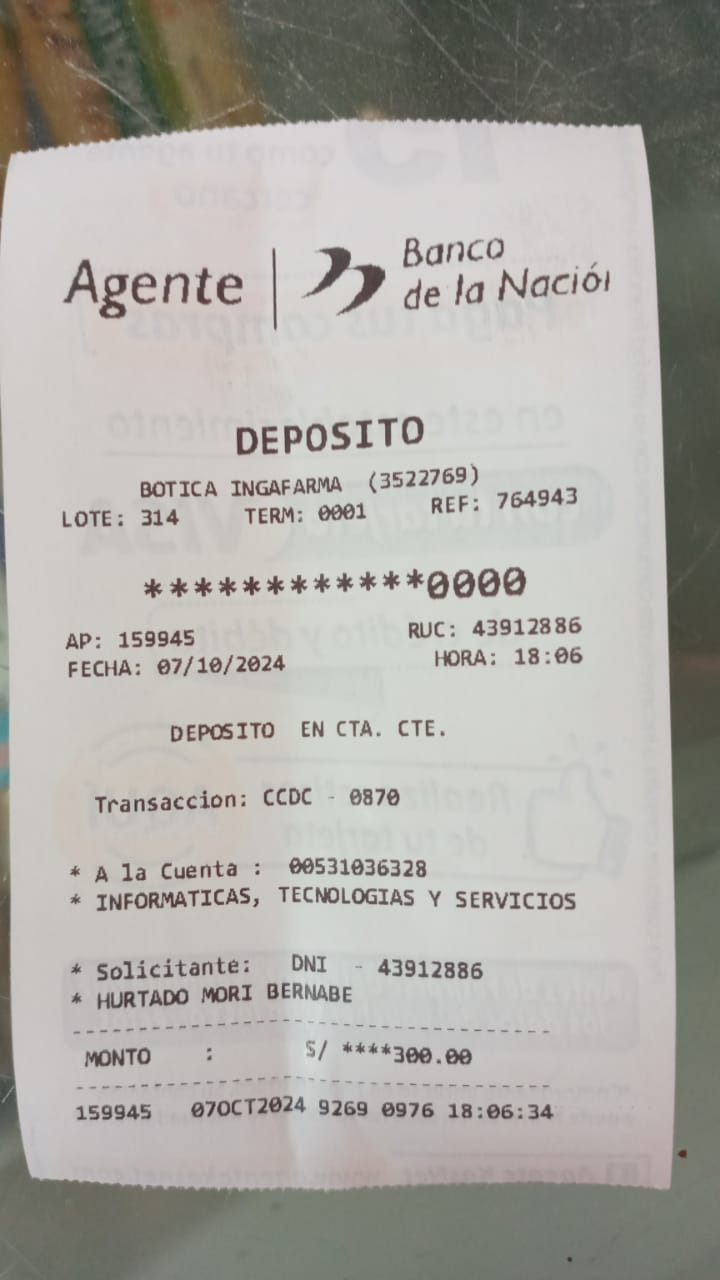 Agente | Banco
de la Nación
DEPOSITO
BOTICA INGAFARMA (3522769)
LOTE: 314 TERM: 0001 REF: 764943
************0000
AP: 159945 RUC: 43912886
FECHA: 07/10/2024 HORA: 18:06
DEPOSITO EN CTA. CTE.
Transaccion: CCDC - 0870
* A la Cuenta : 00531036328
* INFORMATICAS, TECNOLOGIAS Y SERVICIOS
* Solicitante: DNI - 43912886
* HURTADO MORI BERNABE
MONTO : S/ ****300.00
159945 07OCT2024 9269 0976 18:06:34